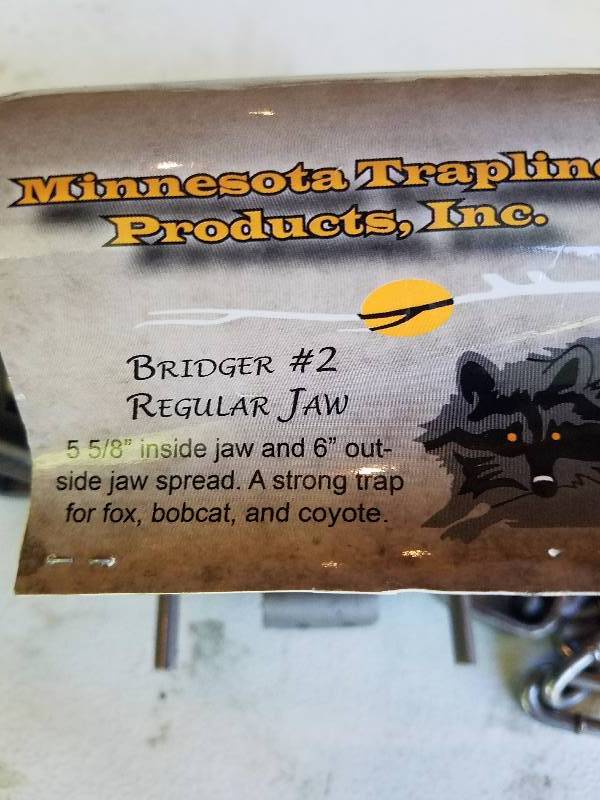 Minnesota Trapline
Products, Inc.
Bridger #2
Regular Jaw
5 5/8" inside jaw and 6" out-
side jaw spread. A strong trap
for fox, bobcat, and coyote.